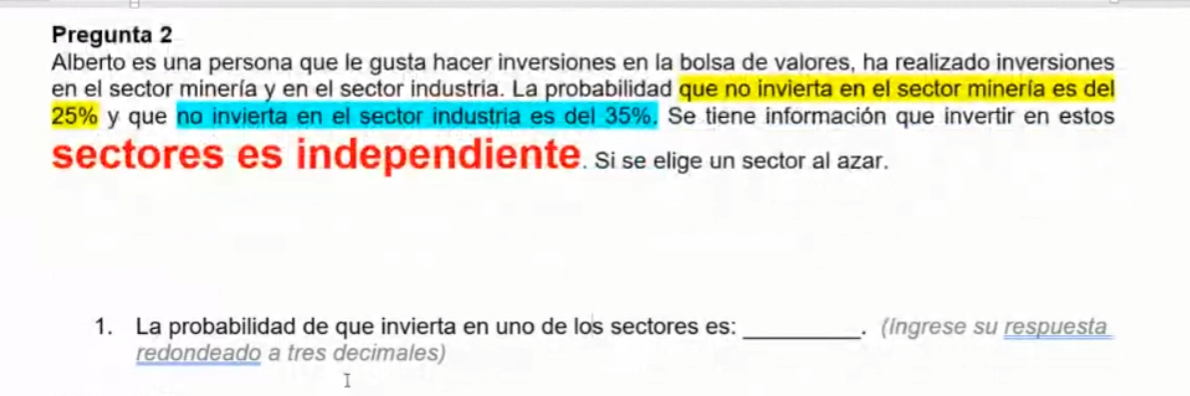 Pregunta 2
Alberto es una persona que le gusta hacer inversiones en la bolsa de valores, ha realizado inversiones
en el sector minería y en el sector industria. La probabilidad que no invierta en el sector minería es del
25% y que no invierta en el sector industria es del 35%. Se tiene información que invertir en estos
sectores es independiente. Si se elige un sector al azar.
1. La probabilidad de que invierta en uno de los sectores es: __________. (Ingrese su respuesta
redondeado a tres decimales)